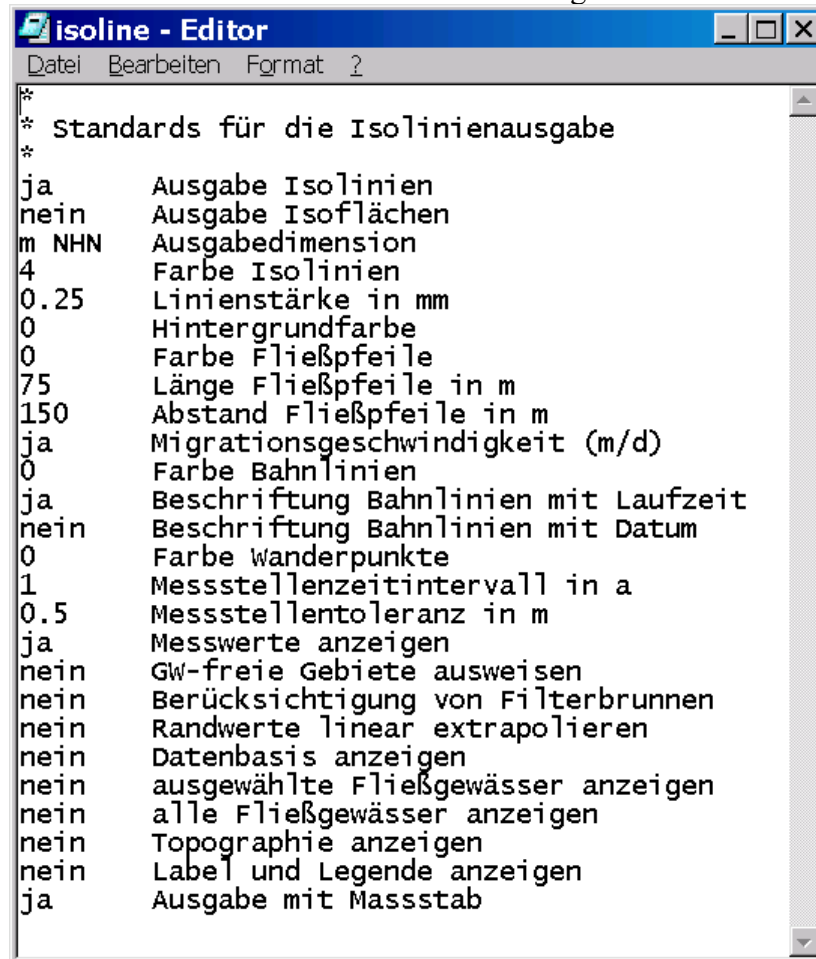 isoline - Editor
Datei Bearbeiten Format ?
*
* Standards für die Isolinienausgabe
*
ja Ausgabe Isolinien
nein Ausgabe Isoflächen
m NHN Ausgabedimension
4 Farbe Isolinien
0.25 Linienstärke in mm
0 Hintergrundfarbe
0 Farbe Fließpfeile
75 Länge Fließpfeile in m
150 Abstand Fließpfeile in m
ja Migrationsgeschwindigkeit (m/d)
0 Farbe Bahnlinien
ja Beschriftung Bahnlinien mit Laufzeit
nein Beschriftung Bahnlinien mit Datum
0 Farbe Wanderpunkte
1 Messstellenzeitintervall in a
0.5 Messstellentoleranz in m
ja Messwerte anzeigen
nein GW-freie Gebiete ausweisen
nein Berücksichtigung von Filterbrunnen
nein Randwerte linear extrapolieren
nein Datenbasis anzeigen
nein ausgewählte Fließgewässer anzeigen
nein alle Fließgewässer anzeigen
nein Topographie anzeigen
nein Label und Legende anzeigen
ja Ausgabe mit Massstab